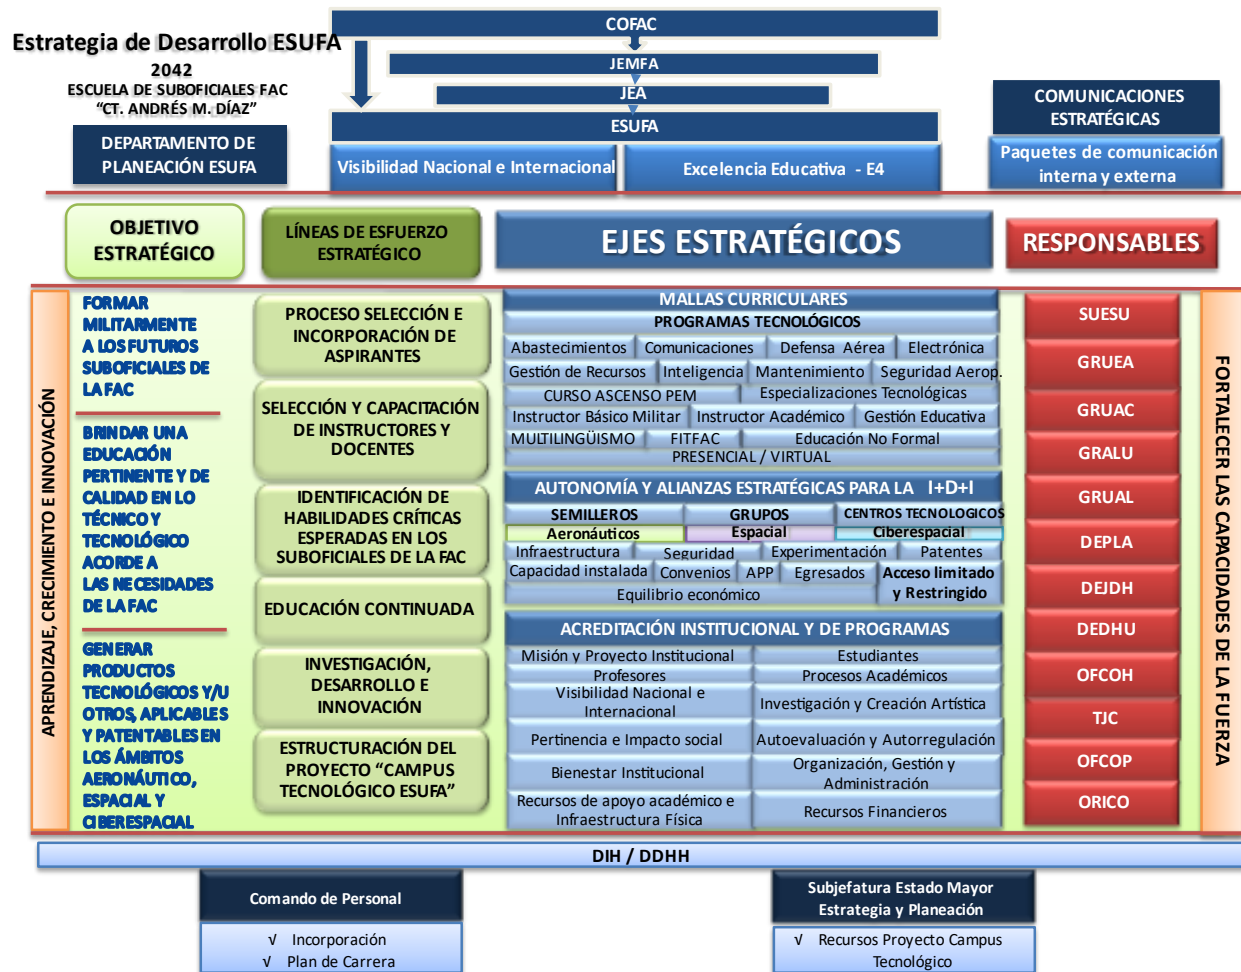 COFAC
Estrategia de Desarrollo ESUFA
2042
ESCUELA DE SUBOFICIALES FAC
“CT. ANDRÉS M. DÍAZ”
JEMFA
JEA
ESUFA
DEPARTAMENTO DE
PLANEACIÓN ESUFA
Visibilidad Nacional e Internacional
Excelencia Educativa - E4
COMUNICACIONES
ESTRATÉGICAS
Paquetes de comunicación
interna y externa
OBJETIVO
ESTRATÉGICO
LÍNEAS DE ESFUERZO
ESTRATÉGICO
EJES ESTRATÉGICOS
RESPONSABLES
APRENDIZAJE, CRECIMIENTO E INNOVACIÓN
FORMAR
MILITARMENTE
A LOS FUTUROS
SUBOFICIALES DE
LA FAC
BRINDAR UNA
EDUCACIÓN
PERTINENTE Y DE
CALIDAD EN LO
TÉCNICO Y
TECNOLÓGICO
ACORDE A
LAS NECESIDADES
DE LA FAC
GENERAR
PRODUCTOS
TECNOLÓGICOS Y/U
OTROS, APLICABLES
Y PATENTABLES EN
LOS ÁMBITOS
AERONÁUTICO,
ESPACIAL Y
CIBERESPACIAL
PROCESO SELECCIÓN E
INCORPORACIÓN DE
ASPIRANTES
SELECCIÓN Y CAPACITACIÓN
DE INSTRUCTORES Y
DOCENTES
IDENTIFICACIÓN DE
HABILIDADES CRÍTICAS
ESPERADAS EN LOS
SUBOFICIALES DE LA FAC
EDUCACIÓN CONTINUADA
INVESTIGACIÓN,
DESARROLLO E
INNOVACIÓN
ESTRUCTURACIÓN DEL
PROYECTO “CAMPUS
TECNOLÓGICO ESUFA”
MALLAS CURRICULARES
PROGRAMAS TECNOLÓGICOS
Abastecimientos Comunicaciones Defensa Aérea Electrónica
Gestión de Recursos Inteligencia Mantenimiento Seguridad Aerop.
CURSO ASCENSO PEM Especializaciones Tecnológicas
Instructor Básico Militar Instructor Académico Gestión Educativa
MULTILINGÜISMO FITFAC Educación No Formal
PRESENCIAL / VIRTUAL
AUTONOMÍA Y ALIANZAS ESTRATÉGICAS PARA LA I+D+I
SEMILLEROS GRUPOS CENTROS TECNOLOGICOS
Aeronáuticos Espacial Ciberespacial
Infraestructura Seguridad Experimentación Patentes
Capacidad instalada Convenios APP Egresados Acceso limitado
y Restringido
Equilibrio económico
ACREDITACIÓN INSTITUCIONAL Y DE PROGRAMAS
Misión y Proyecto Institucional Estudiantes
Profesores Procesos Académicos
Visibilidad Nacional e
Internacional
Investigación y Creación Artística
Pertinencia e Impacto social Autoevaluación y Autorregulación
Bienestar Institucional
Organización, Gestión y
Administración
Recursos de apoyo académico e
Infraestructura Física
Recursos Financieros
SUESU
GRUEA
GRUAC
GRALU
GRUAL
DEPLA
DEJDH
DEDHU
OFCOH
TJC
OFCOP
ORICO
FORTALECER LAS CAPACIDADES DE LA FUERZA
DIH / DDHH
Comando de Personal
√ Incorporación
√ Plan de Carrera
Subjefatura Estado Mayor
Estrategia y Planeación
√ Recursos Proyecto Campus
Tecnológico